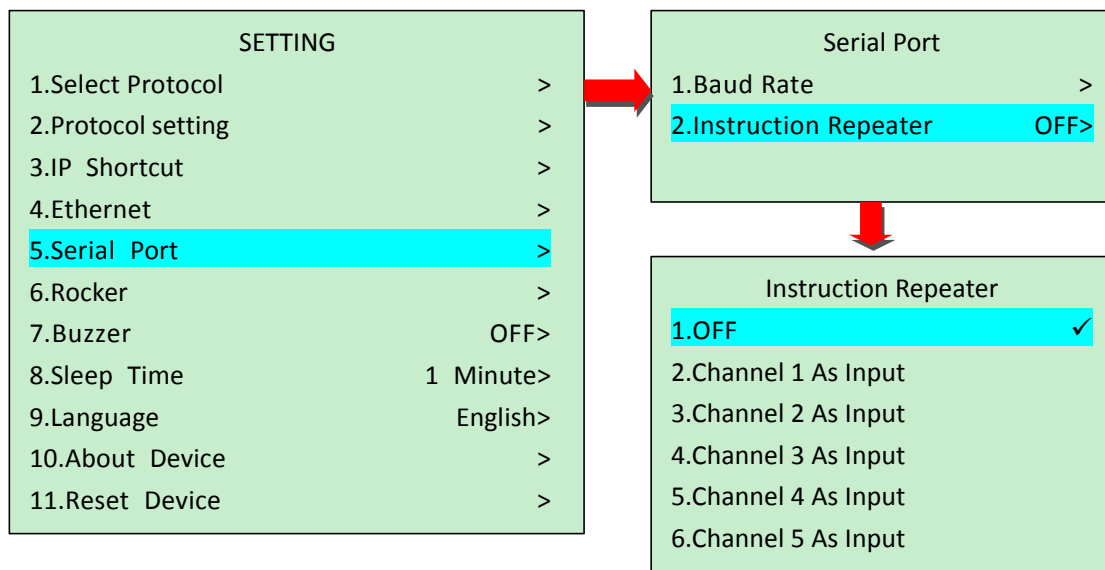 SETTING
1.Select Protocol >
2.Protocol setting >
3.IP Shortcut >
4.Ethernet >
5.Serial Port >
6.Rocker >
7.Buzzer OFF>
8.Sleep Time 1 Minute>
9.Language English>
10.About Device >
11.Reset Device >
Serial Port
1.Baud Rate >
2.Instruction Repeater OFF>
Instruction Repeater
1.OFF ✓
2.Channel 1 As Input
3.Channel 2 As Input
4.Channel 3 As Input
5.Channel 4 As Input
6.Channel 5 As Input